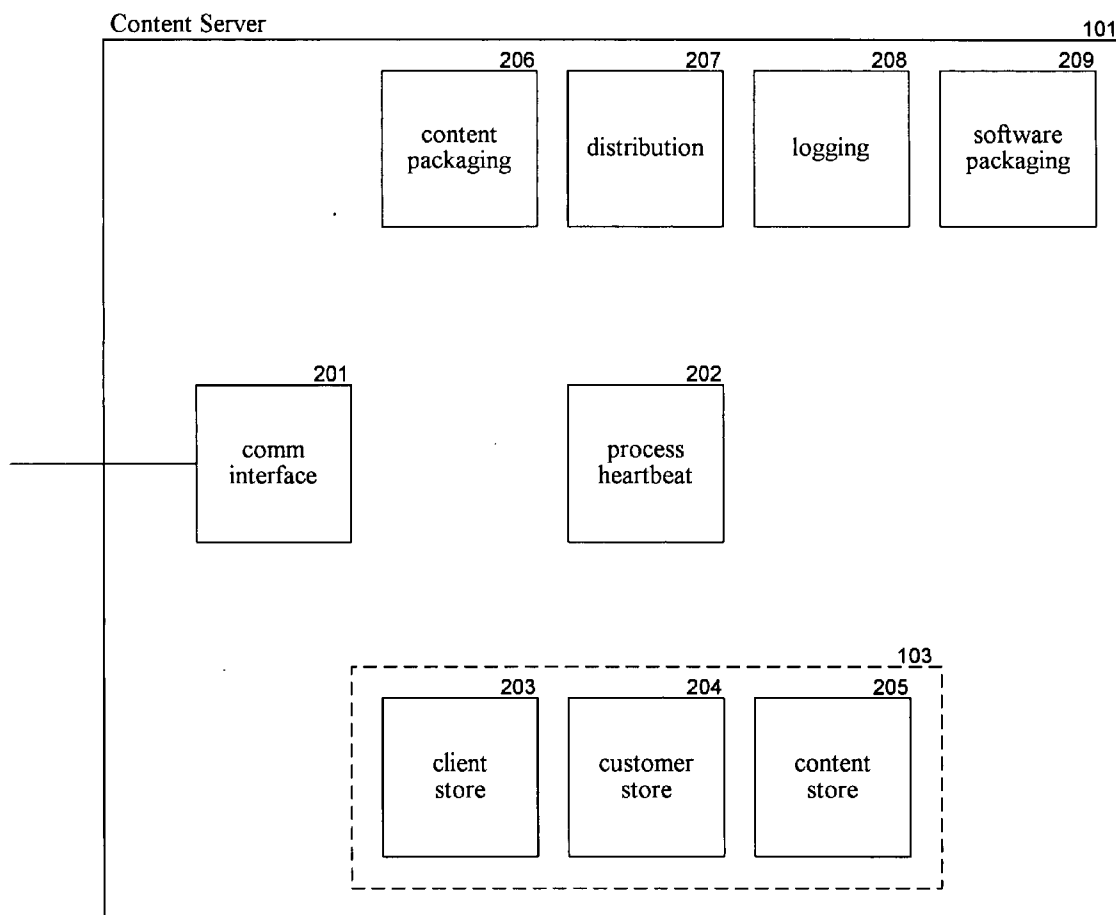 Content Server
101
206
207
208
209
content
packaging
distribution
logging
software
packaging
201
202
comm
interface
process
heartbeat
103
203
204
205
client
store
customer
store
content
store